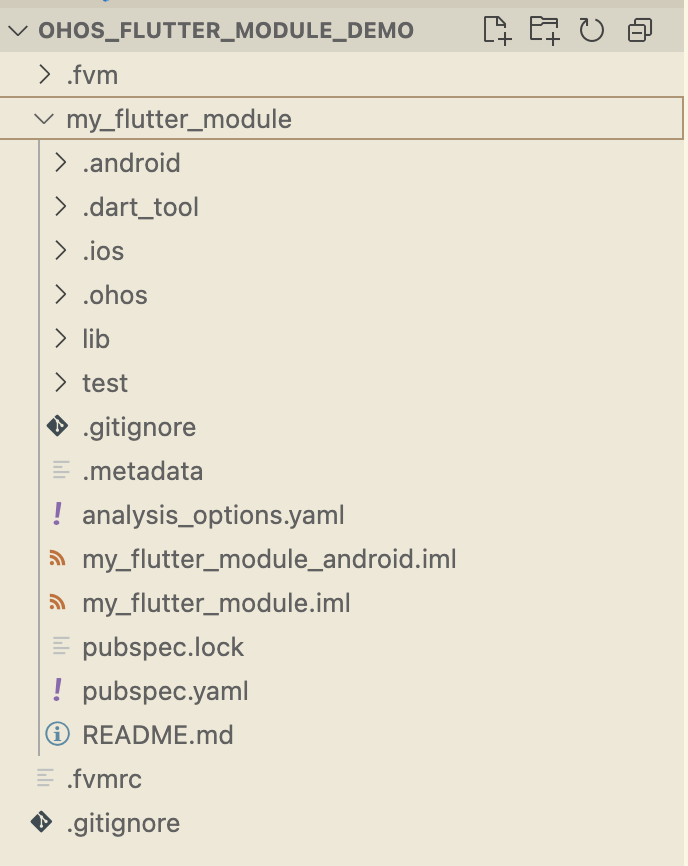 OHOS_FLUTTER_MODULE_DEMO
.fvm
my_flutter_module
.android
.dart_tool
.ios
.ohos
lib
test
.gitignore
.metadata
analysis_options.yaml
my_flutter_module_android.iml
my_flutter_module.iml
pubspec.lock
pubspec.yaml
README.md
.fvmrc
.gitignore